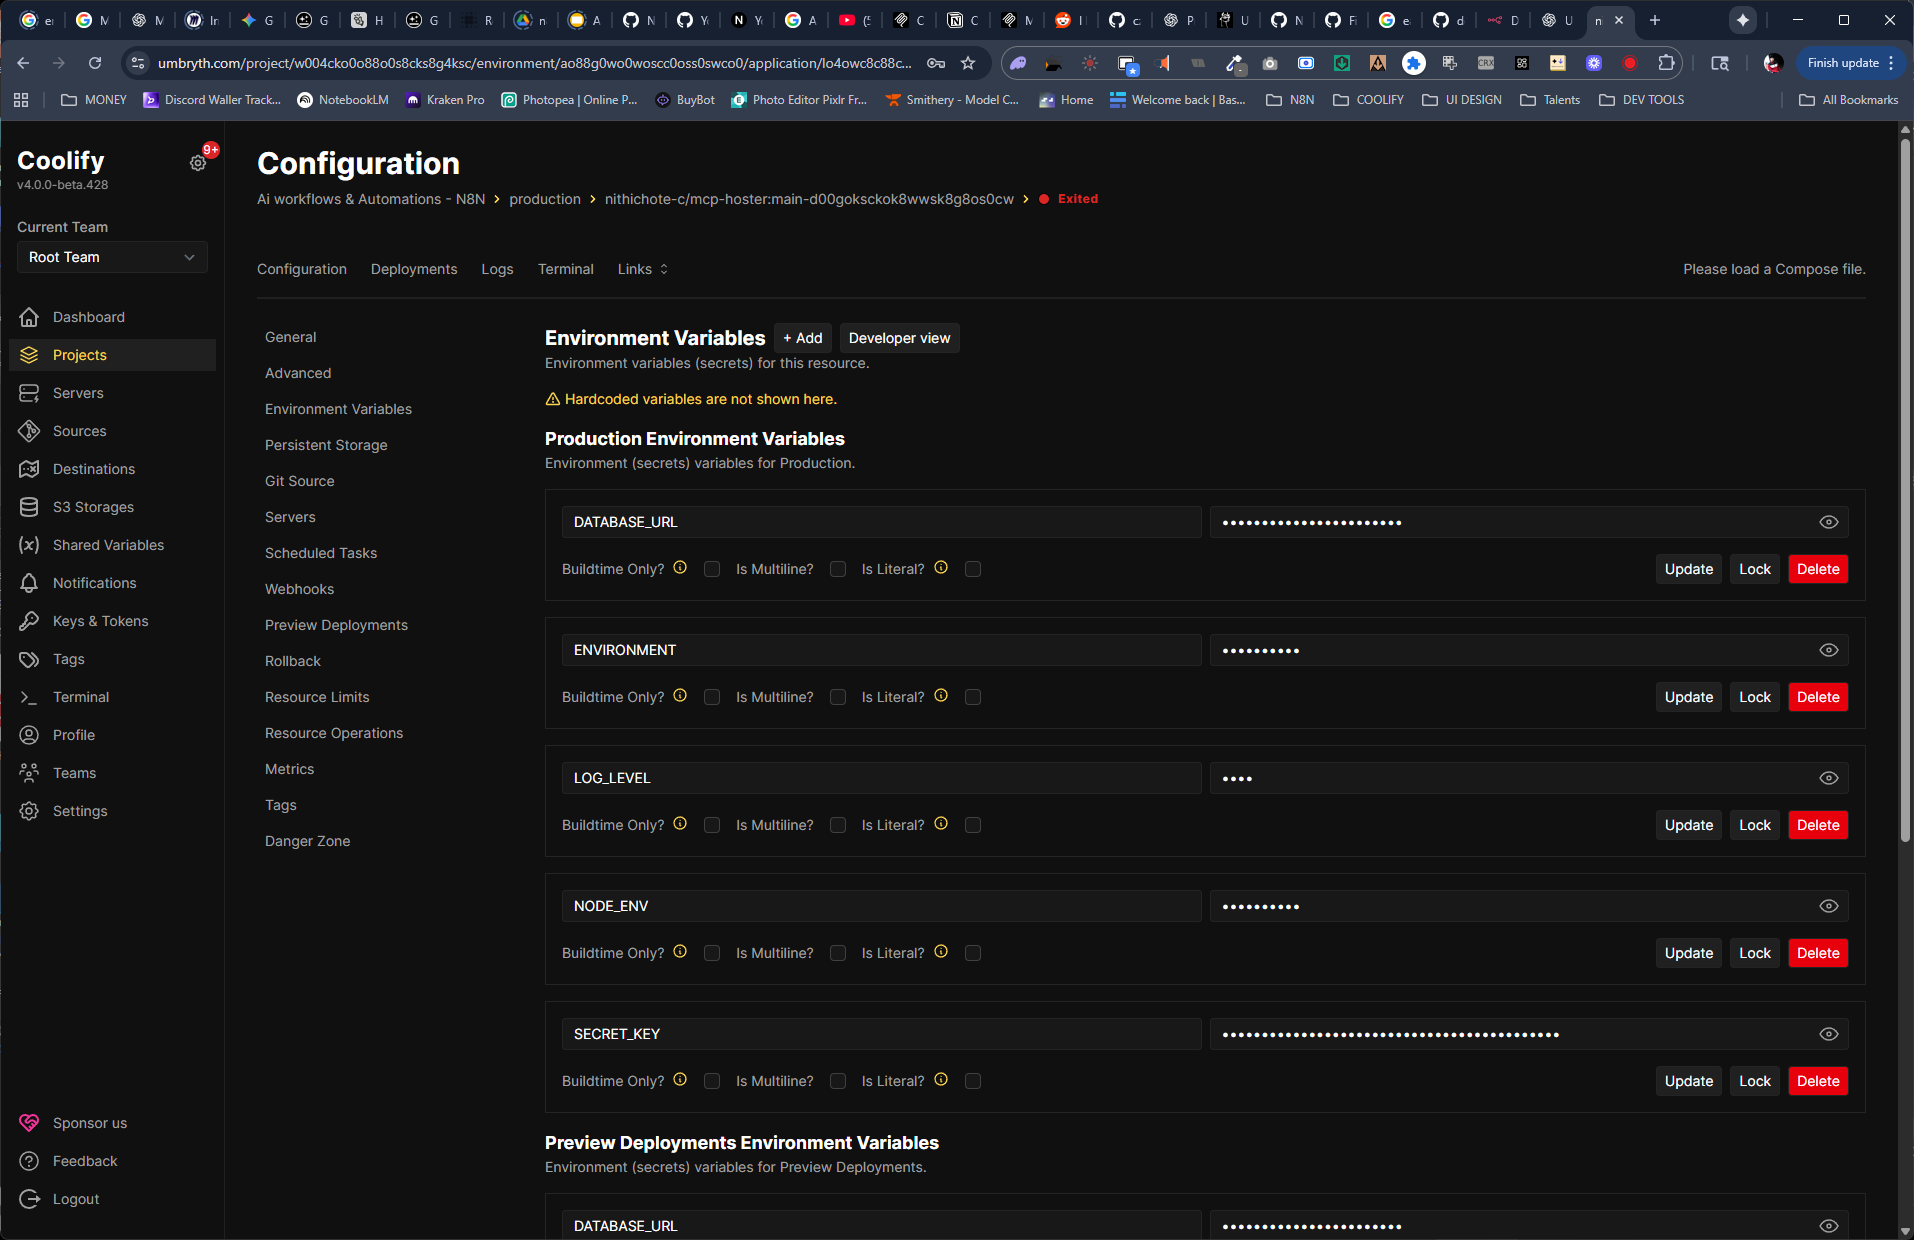 umbryth.com/project/w004cko0o88o0s8cks8g4ksc/environment/ao88g0wo0woscc0oss0swco0/application/lo4owc8c88c...
Finish update
MONEY
Discord Waller Track...
NotebookLM
Kraken Pro
Photopea | Online P...
BuyBot
Photo Editor Pixlr Fr...
Smithery - Model C...
Home
Welcome back | Bas...
N8N
COOLIFY
UI DESIGN
Talents
DEV TOOLS
All Bookmarks
Coolify
9+
v4.0.0-beta.428
Current Team
Root Team
Dashboard
Projects
Servers
Sources
Destinations
S3 Storages
Shared Variables
Notifications
Keys & Tokens
Tags
Terminal
Profile
Teams
Settings
Sponsor us
Feedback
Logout
Configuration
Ai workflows & Automations - N8N > production > nithichote-c/mcp-hoster:main-d00goksckok8wwsk8g8os0cw > Exited
Configuration Deployments Logs Terminal Links
Please load a Compose file.
General
Advanced
Environment Variables
Persistent Storage
Git Source
Servers
Scheduled Tasks
Webhooks
Preview Deployments
Rollback
Resource Limits
Resource Operations
Metrics
Tags
Danger Zone
Environment Variables + Add Developer view
Environment variables (secrets) for this resource.
Hardcoded variables are not shown here.
Production Environment Variables
Environment (secrets) variables for Production.
DATABASE_URL
Buildtime Only? Is Multiline? Is Literal? Update Lock Delete
ENVIRONMENT
Buildtime Only? Is Multiline? Is Literal? Update Lock Delete
LOG_LEVEL
Buildtime Only? Is Multiline? Is Literal? Update Lock Delete
NODE_ENV
Buildtime Only? Is Multiline? Is Literal? Update Lock Delete
SECRET_KEY
Buildtime Only? Is Multiline? Is Literal? Update Lock Delete
Preview Deployments Environment Variables
Environment (secrets) variables for Preview Deployments.
DATABASE_URL